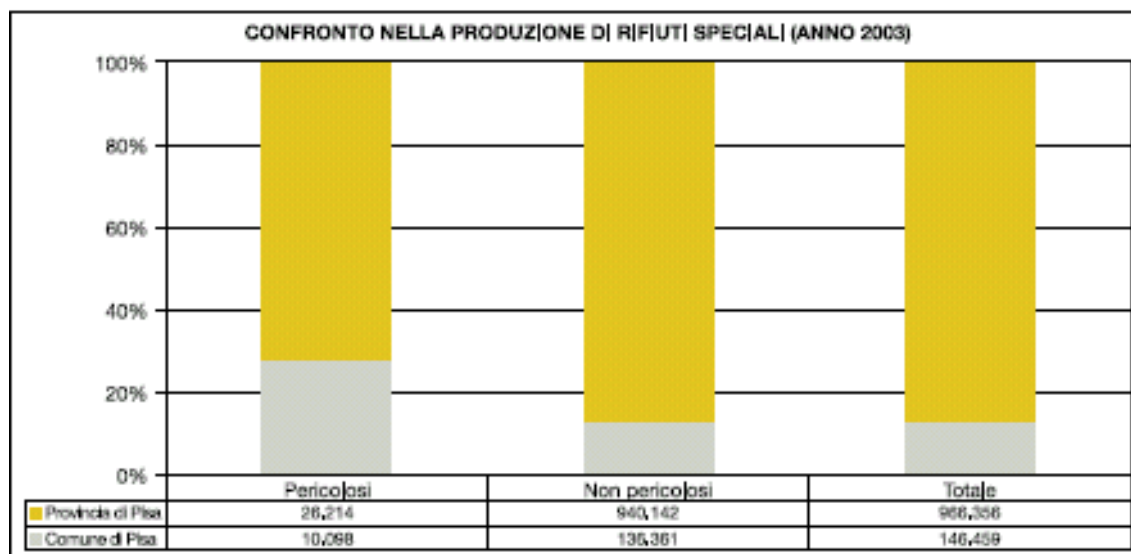 CONFRONTO NELLA PRODUZIONE DI RIFIUTI SPECIALI (ANNO 2003)
100%
80%
60%
40%
20%
0%
Pericolosi Non pericolosi Totale
Provincia di Pisa 26,214 940,142 966,356
Comune di Pisa 10,098 136,361 146,459